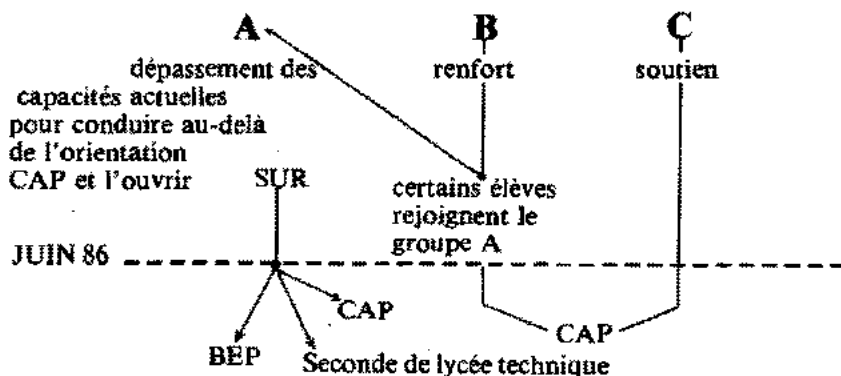 A B C
dépassement des renfort soutien
capacités actuelles
pour conduire au-delà
de l'orientation
CAP et l'ouvrir SUR
certains élèves
rejoignent le
groupe A
JUIN 86
CAP CAP
BEP Seconde de lycée technique